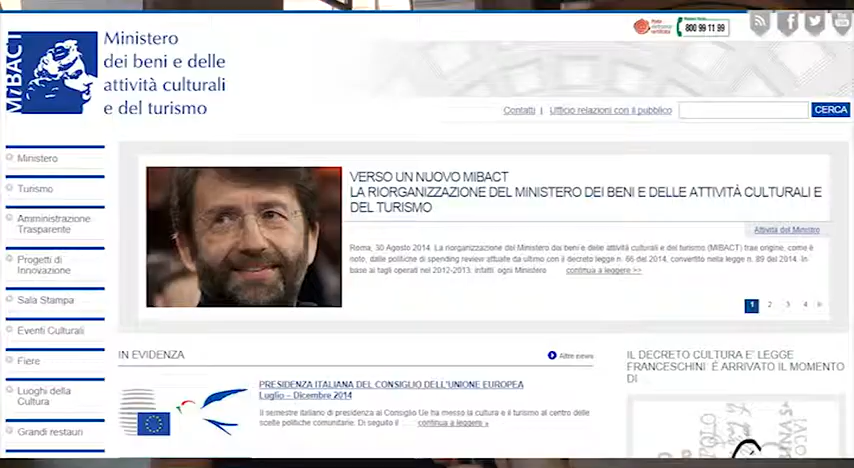 800 99 11 99
MiBACT
Ministero
dei beni e delle
attività culturali
e del turismo
Contatti | Ufficio relazioni con il pubblico
CERCA
Ministero
Turismo
Amministrazione
Trasparente
Progetti di
Innovazione
Sala Stampa
Eventi Culturali
Fiere
Luoghi della
Cultura
Grandi restauri
VERSO UN NUOVO MIBACT
LA RIORGANIZZAZIONE DEL MINISTERO DEI BENI E DELLE ATTIVITÀ CULTURALI E
DEL TURISMO
Attività del Ministro
Roma, 30 Agosto 2014. La riorganizzazione del Ministero dei beni e delle attività culturali e del turismo (MIBACT) trae origine, come è
noto, dalle politiche di spending review attuate da ultimo con il decreto legge n. 66 del 2014, convertito nella legge n. 89 del 2014. In
base ai tagli operati nel 2012-2013, infatti, ogni Ministero continua a leggere >>
1 2 3 4 »
IN EVIDENZA
Altre news
PRESIDENZA ITALIANA DEL CONSIGLIO DELL'UNIONE EUROPEA
Luglio – Dicembre 2014
Il semestre italiano di presidenza al Consiglio Ue ha messo la cultura e il turismo al centro delle
scelte politiche comunitarie. Di seguito il ... continua a leggere »
IL DECRETO CULTURA E' LEGGE
FRANCESCHINI È ARRIVATO IL MOMENTO
DI